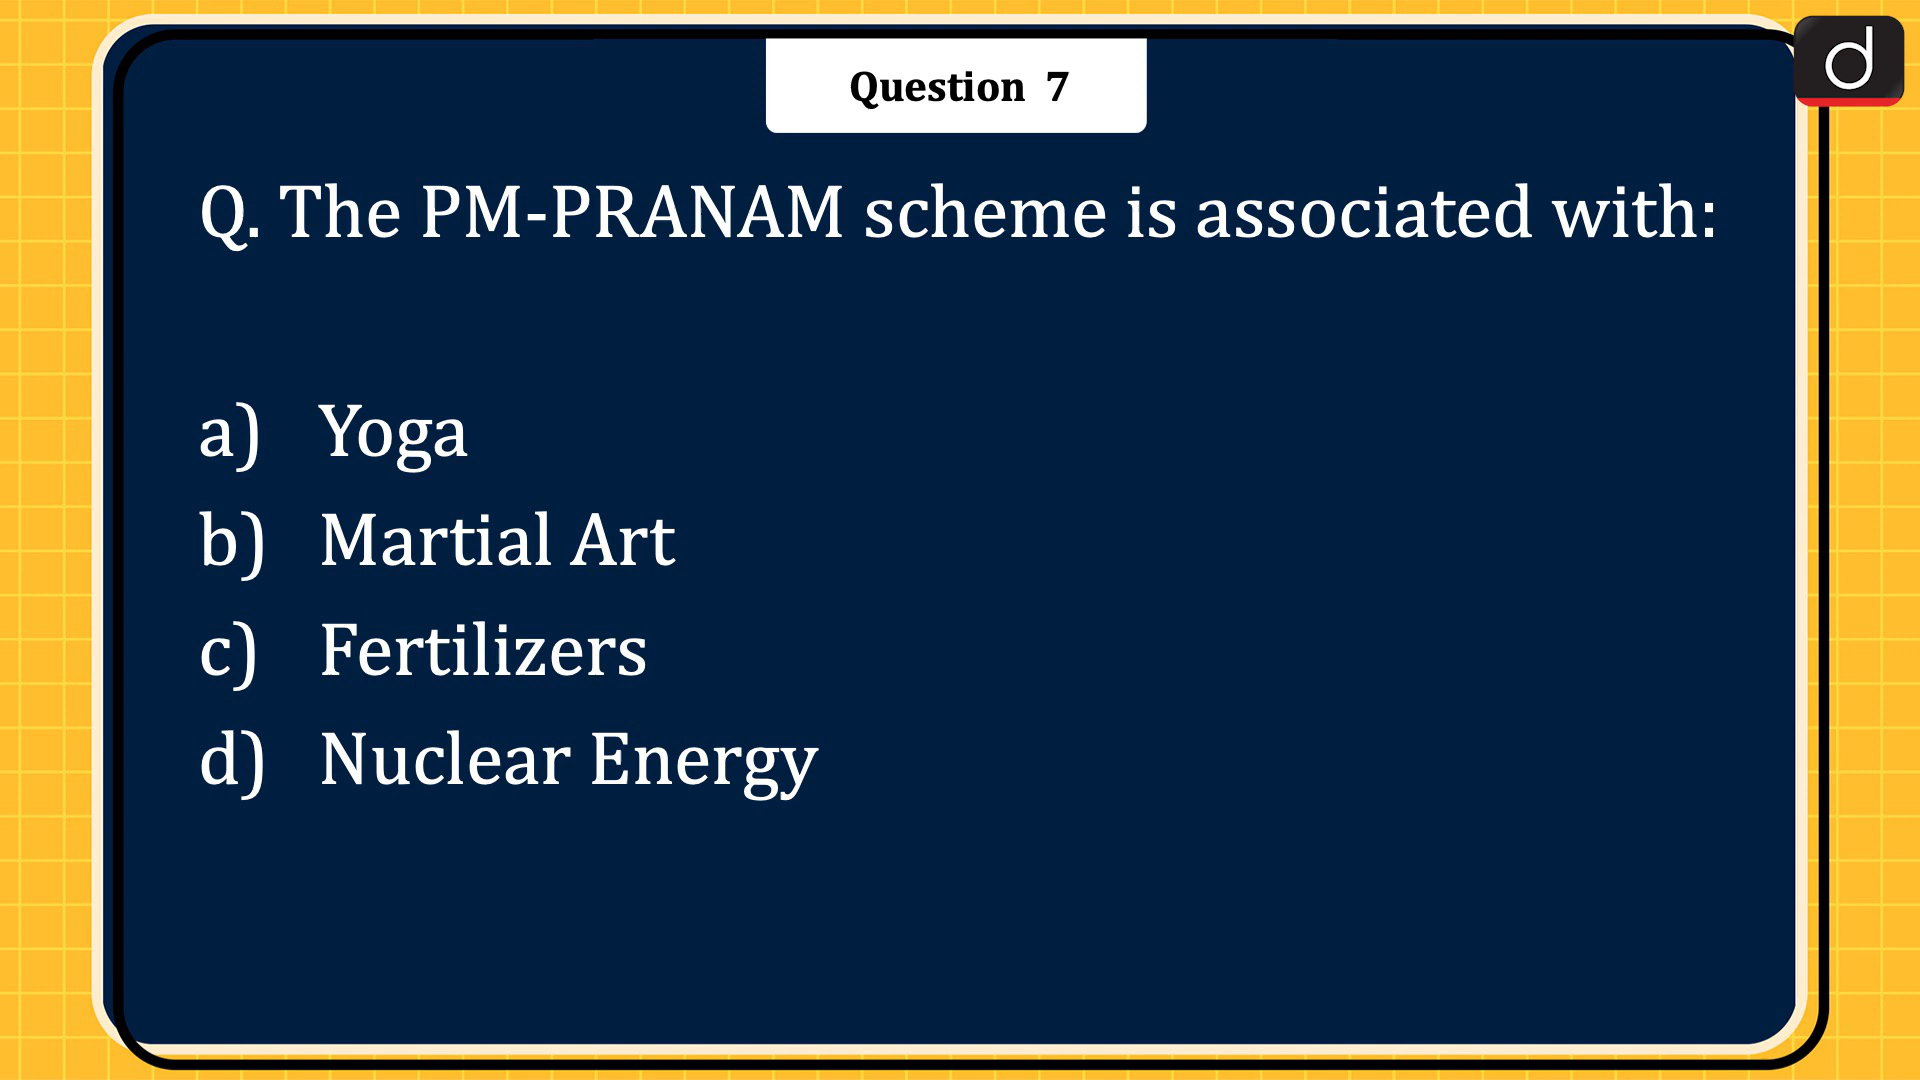 Question 7
d
Q. The PM-PRANAM scheme is associated with:
a) Yoga
b) Martial Art
c) Fertilizers
d) Nuclear Energy